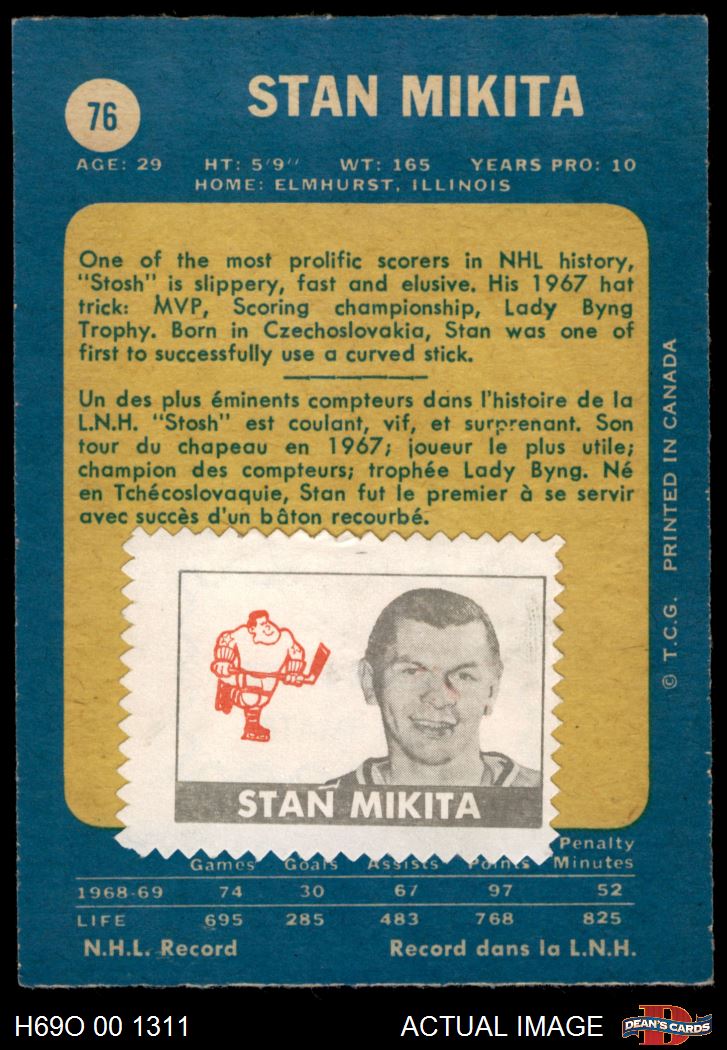 76
STAN MIKITA
AGE: 29 HT: 5'9" WT: 165 YEARS PRO: 10
HOME: ELMHURST, ILLINOIS
One of the most prolific scorers in NHL history,
"Stosh" is slippery, fast and elusive. His 1967 hat
trick: MVP, Scoring championship, Lady Byng
Trophy. Born in Czechoslovakia, Stan was one of
first to successfully use a curved stick.
Un des plus éminents compteurs dans l'histoire de la
L.N.H. "Stosh" est coulant, vif, et surprenant. Son
tour du chapeau en 1967; joueur le plus utile;
champion des compteurs; trophée Lady Byng. Né
en Tchécoslovaquie, Stan fut le premier à se servir
avec succès d'un bâton recourbé.
© T.C.G. PRINTED IN CANADA
STAN MIKITA
Games Goals Assists Points Penalty Minutes
1968-69 74 30 67 97 52
LIFE 695 285 483 768 825
N.H.L. Record Record dans la L.N.H.
H69O 00 1311 ACTUAL IMAGE
DEAN'S CARDS